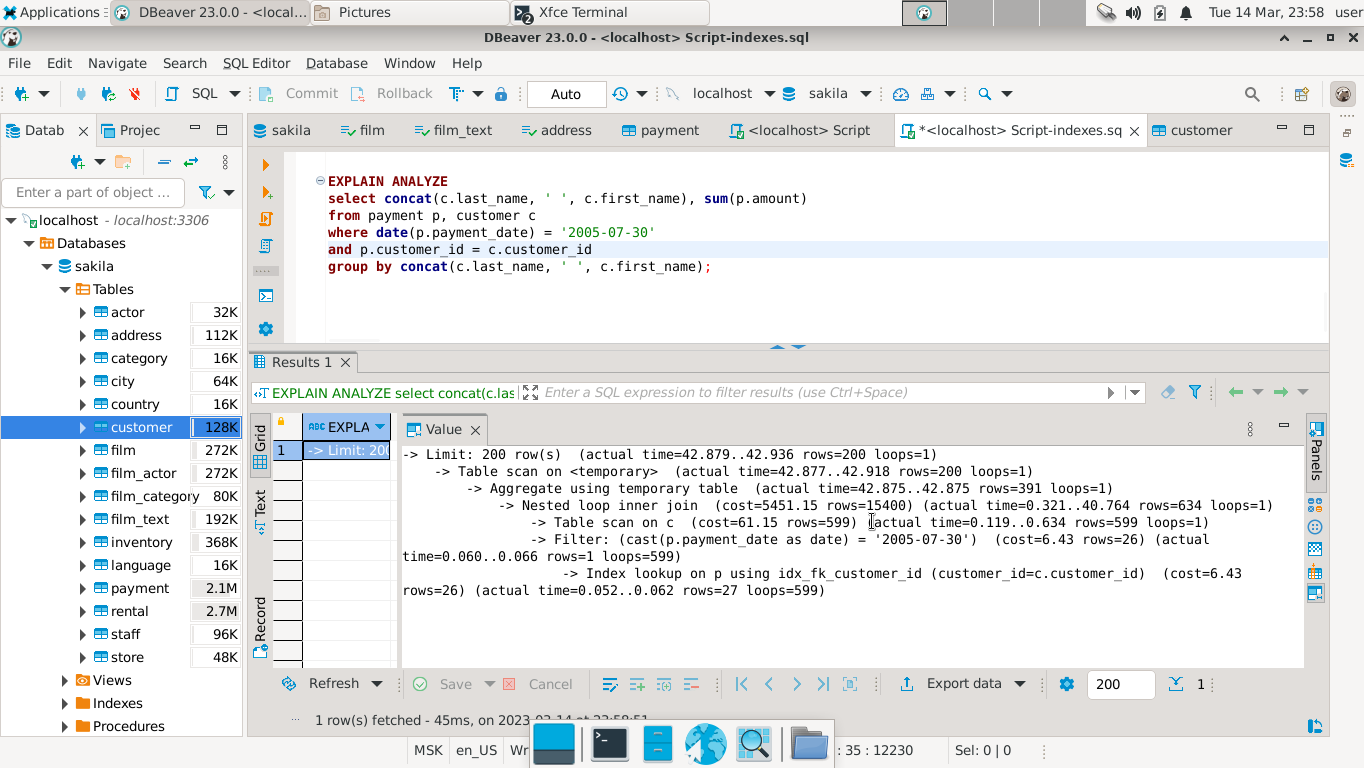 Applications
DBeaver 23.0.0 - <local...
Pictures
Xfce Terminal
Tue 14 Mar, 23:58 user
DBeaver 23.0.0 - <localhost> Script-indexes.sql
File Edit Navigate Search SQL Editor Database Window Help
SQL Commit Rollback Auto localhost sakila
Datab Projec
sakila film film_text address payment <localhost> Script *<localhost> Script-indexes.sq customer
Enter a part of object ...
localhost - localhost:3306
Databases
sakila
Tables
actor 32K
address 112K
category 16K
city 64K
country 16K
customer 128K
film 272K
film_actor 272K
film_category 80K
film_text 192K
inventory 368K
language 16K
payment 2.1M
rental 2.7M
staff 96K
store 48K
Views
Indexes
Procedures
EXPLAIN ANALYZE
select concat(c.last_name, ' ', c.first_name), sum(p.amount)
from payment p, customer c
where date(p.payment_date) = '2005-07-30'
and p.customer_id = c.customer_id
group by concat(c.last_name, ' ', c.first_name);
Results 1
EXPLAIN ANALYZE select concat(c.las
Enter a SQL expression to filter results (use Ctrl+Space)
Grid
Text
Record
ABC EXPLA
1 -> Limit: 200
Value
-> Limit: 200 row(s) (actual time=42.879..42.936 rows=200 loops=1)
-> Table scan on <temporary> (actual time=42.877..42.918 rows=200 loops=1)
-> Aggregate using temporary table (actual time=42.875..42.875 rows=391 loops=1)
-> Nested loop inner join (cost=5451.15 rows=15400) (actual time=0.321..40.764 rows=634 loops=1)
-> Table scan on c (cost=61.15 rows=599) (actual time=0.119..0.634 rows=599 loops=1)
-> Filter: (cast(p.payment_date as date) = '2005-07-30') (cost=6.43 rows=26) (actual
time=0.060..0.066 rows=1 loops=599)
-> Index lookup on p using idx_fk_customer_id (customer_id=c.customer_id) (cost=6.43
rows=26) (actual time=0.052..0.062 rows=27 loops=599)
Panels
Refresh Save Cancel Export data 200 1
1 row(s) fetched - 45ms, on 2023-03-14 at 23:58:51
MSK en_US Wr : 35 : 12230 Sel: 0 | 0